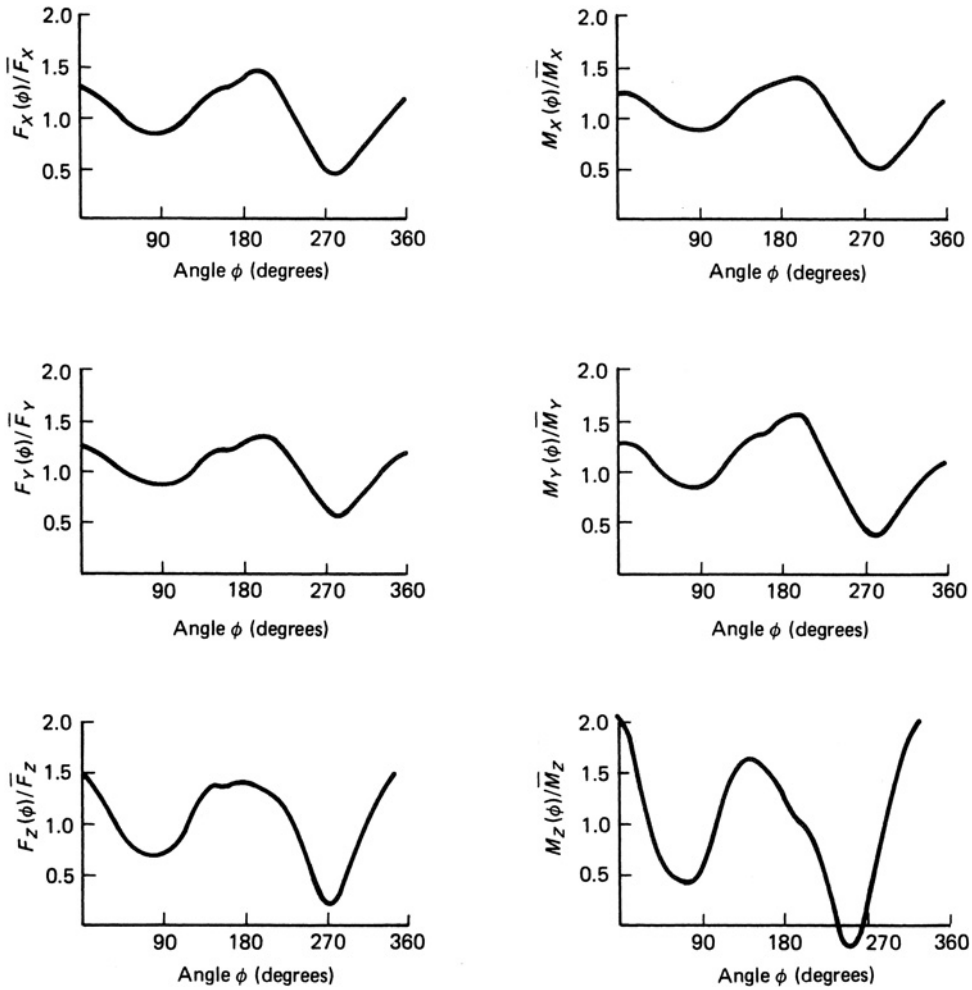 2.0
1.5
1.0
0.5
F_X(φ)/F̅_X
90 180 270 360
Angle φ (degrees)
2.0
1.5
1.0
0.5
M_X(φ)/M̅_X
90 180 270 360
Angle φ (degrees)
2.0
1.5
1.0
0.5
F_Y(φ)/F̅_Y
90 180 270 360
Angle φ (degrees)
2.0
1.5
1.0
0.5
M_Y(φ)/M̅_Y
90 180 270 360
Angle φ (degrees)
2.0
1.5
1.0
0.5
F_Z(φ)/F̅_Z
90 180 270 360
Angle φ (degrees)
2.0
1.5
1.0
0.5
M_Z(φ)/M̅_Z
90 180 270 360
Angle φ (degrees)